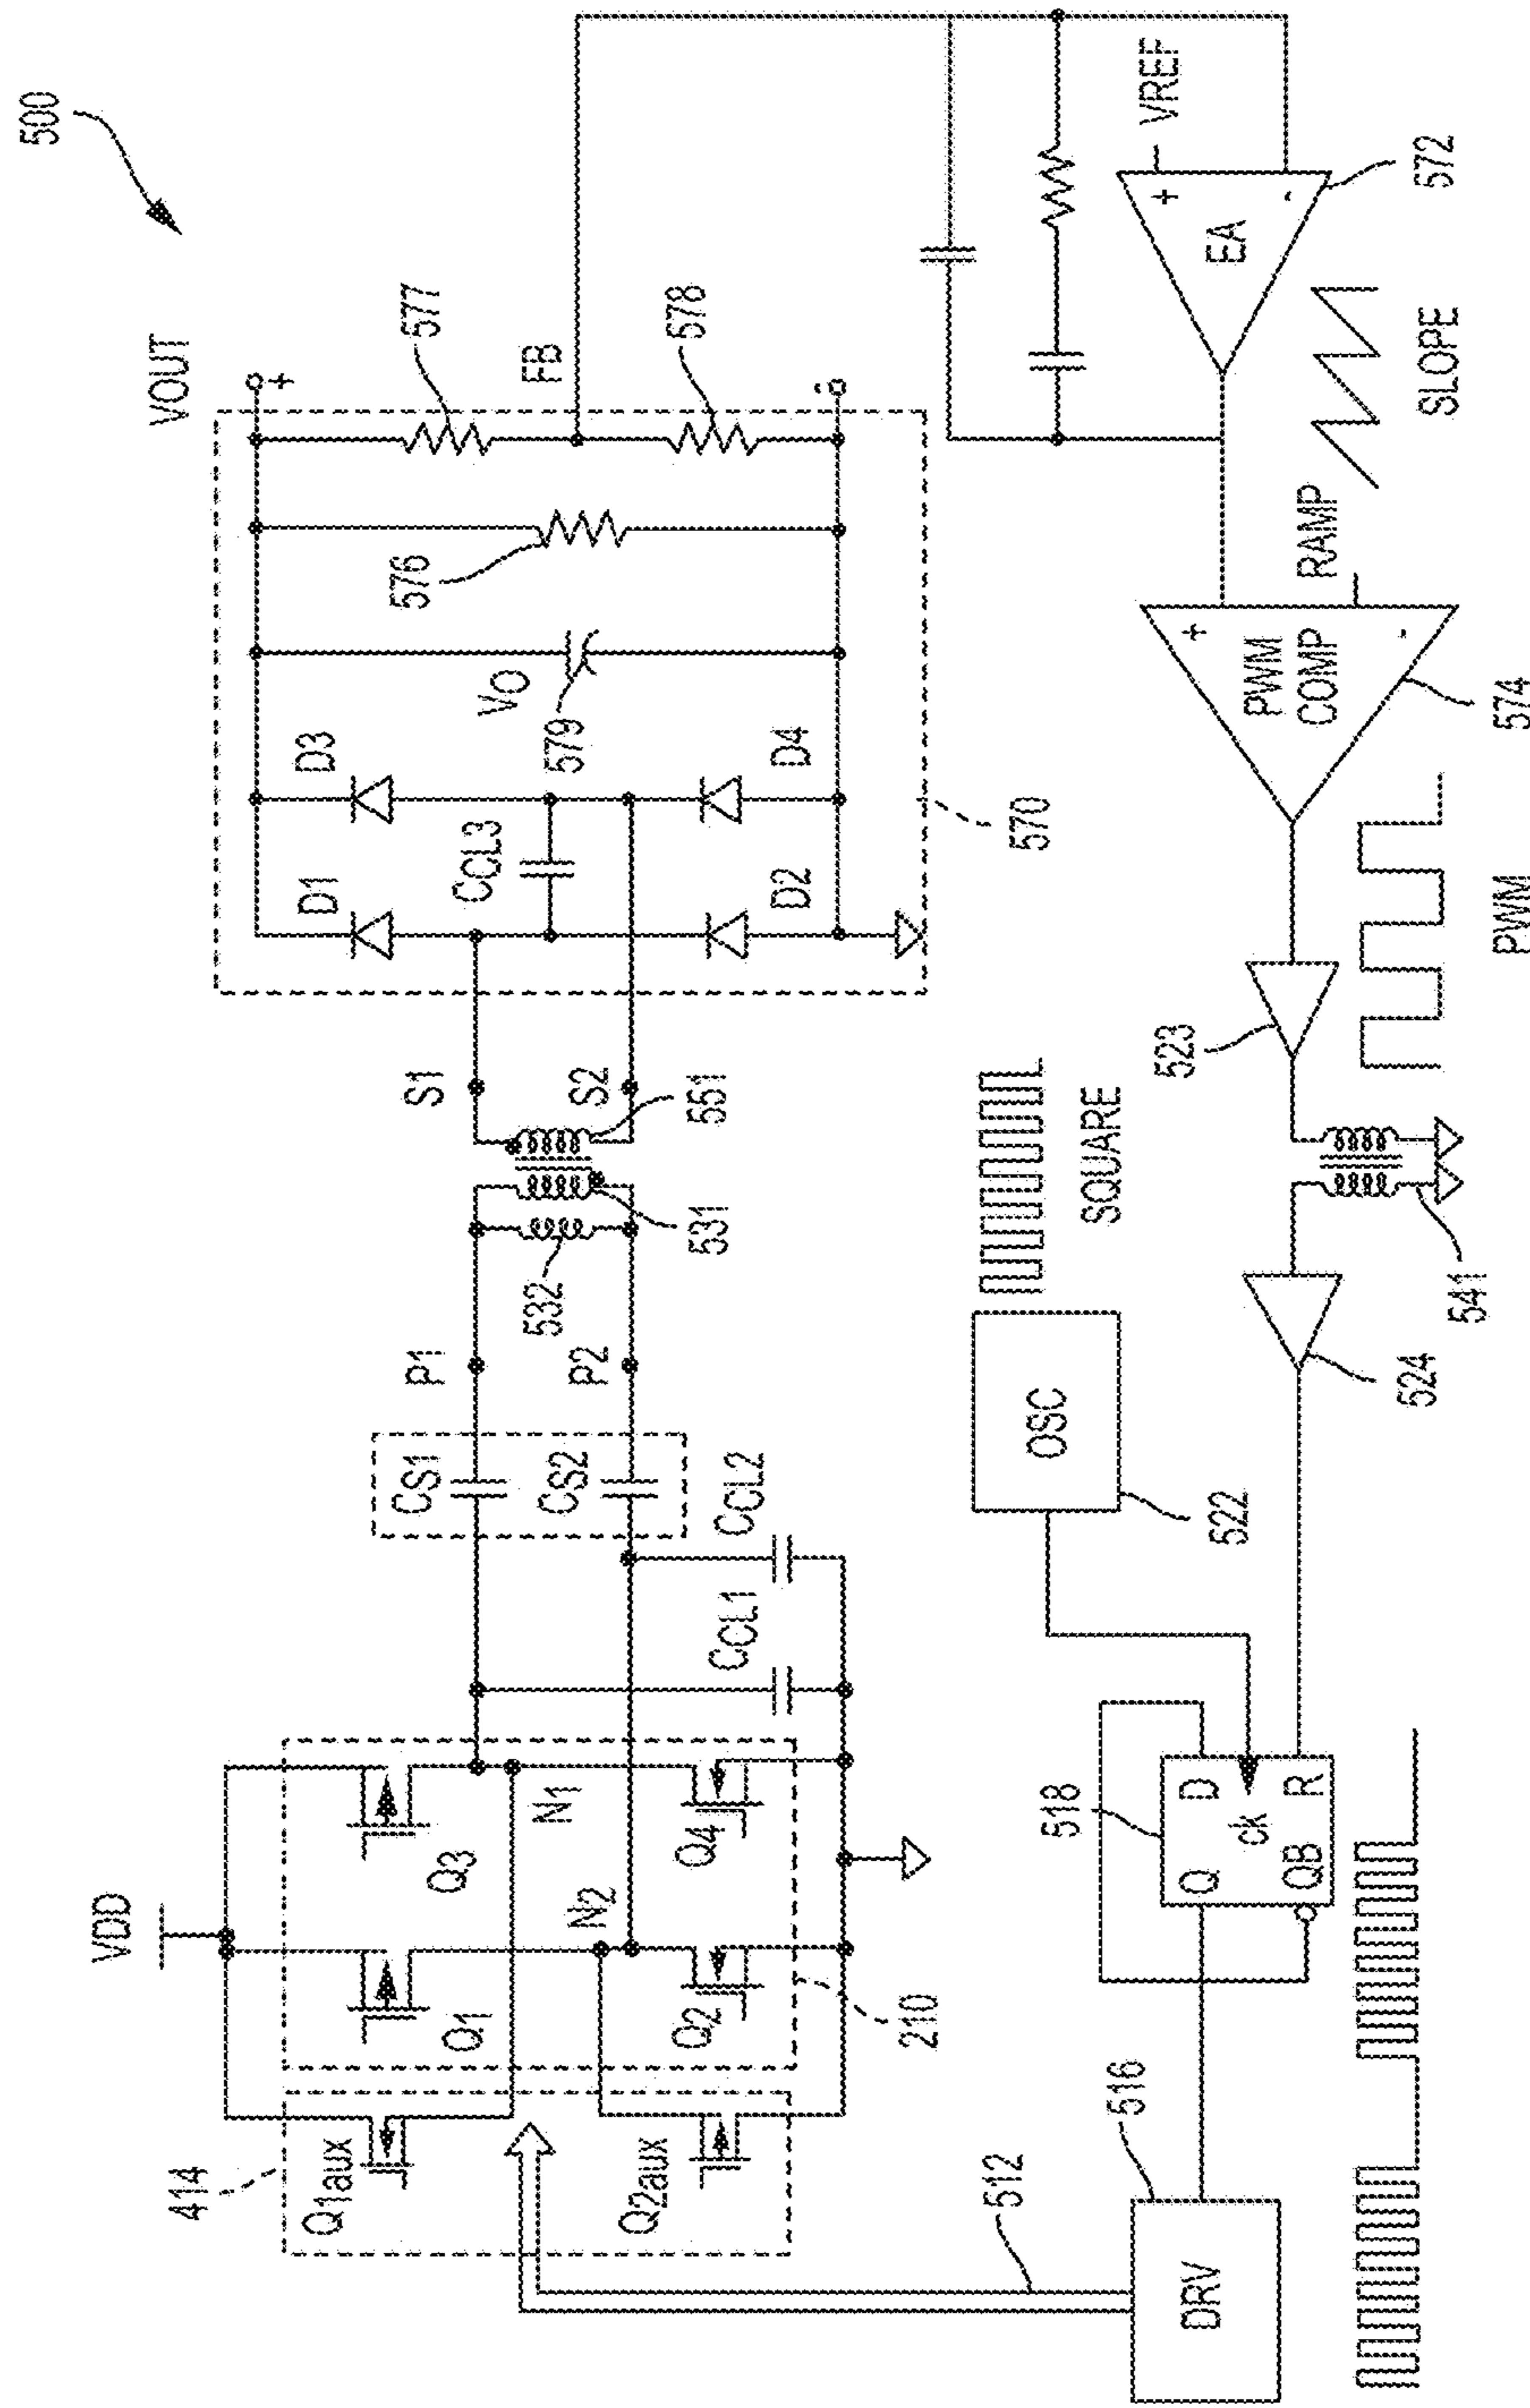 500
VOUT
+
577
FB
578
-
576
VO
579
D3
D1
CCL3
D4
D2
570
S1
S2
551
531
532
P1
P2
CS1
CS2
CCL2
CCL1
VDD
Q3
N1
Q4
Q1
N2
Q2
210
414
Q1aux
Q2aux
512
VREF
+
-
EA
572
SLOPE
RAMP
+
-
PWM
COMP
574
PWM
523
541
524
SQUARE
OSC
522
518
D
ck
R
Q
QB
516
DRV